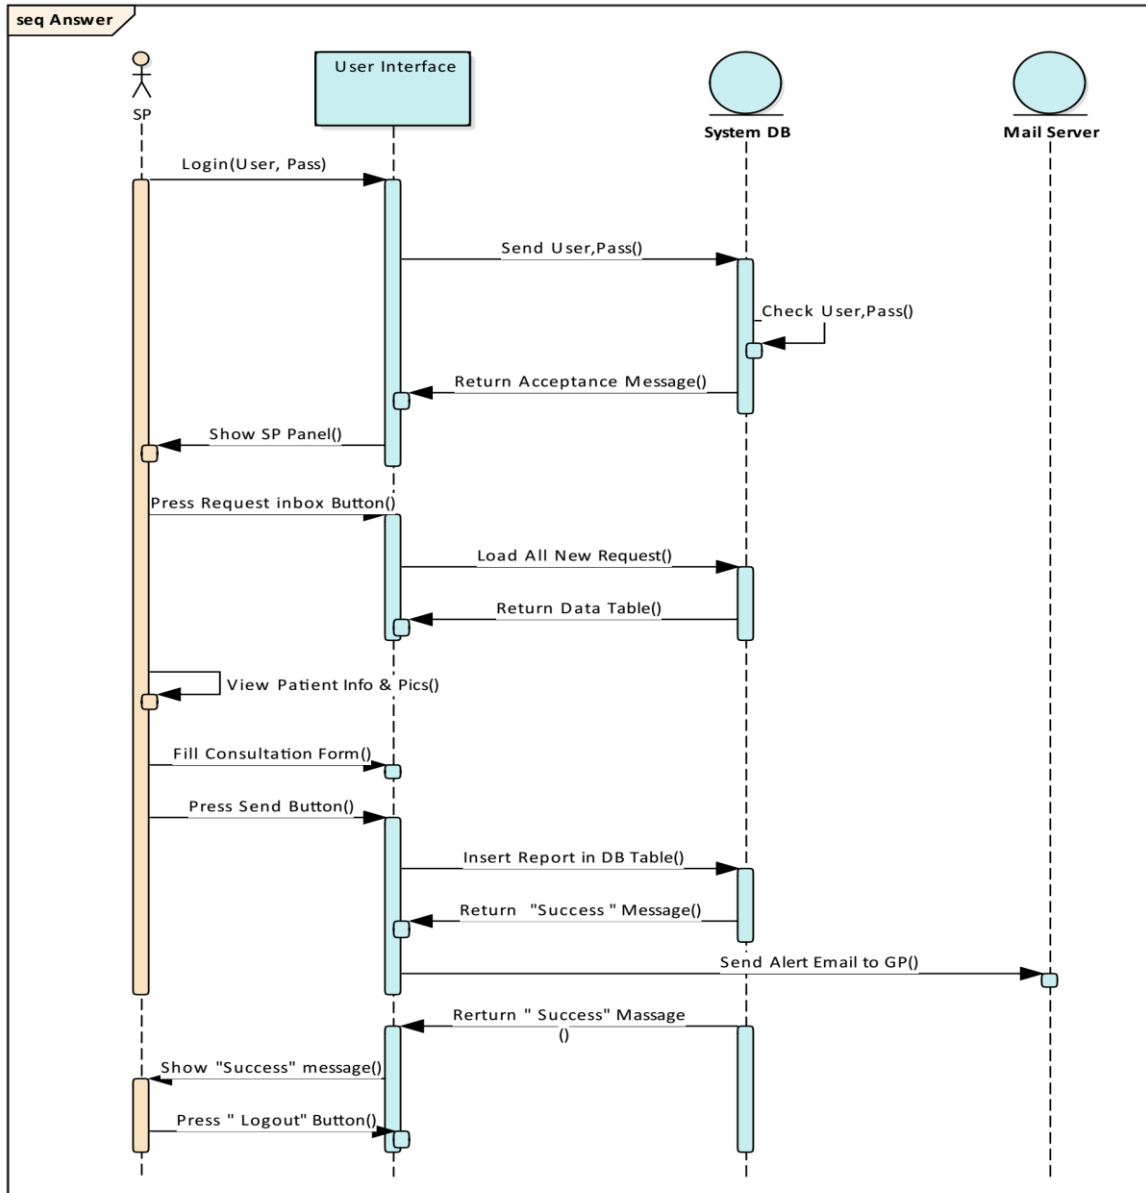 seq Answer
User Interface
SP
System DB
Mail Server
Login(User, Pass)
Send User,Pass()
Check User,Pass()
Return Acceptance Message()
Show SP Panel()
Press Request inbox Button()
Load All New Request()
Return Data Table()
View Patient Info & Pics()
Fill Consultation Form()
Press Send Button()
Insert Report in DB Table()
Return "Success " Message()
Send Alert Email to GP()
Rerturn " Success" Massage
()
Show "Success" message()
Press " Logout" Button()